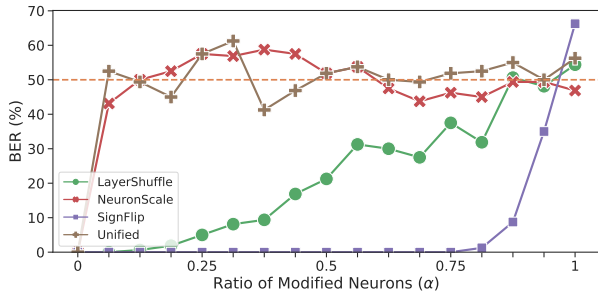 70
60
50
40
30
20
10
0
BER (%)
LayerShuffle
NeuronScale
SignFlip
Unified
0 0.25 0.5 0.75 1
Ratio of Modified Neurons (α)